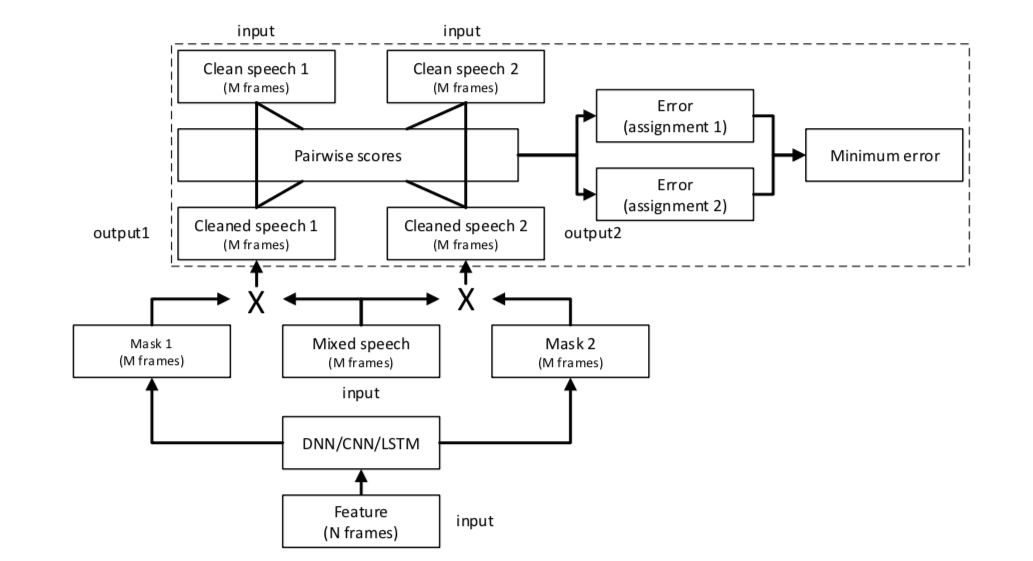 input
input
Clean speech 1
(M frames)
Clean speech 2
(M frames)
Error
(assignment 1)
Pairwise scores
Minimum error
Error
(assignment 2)
output1
Cleaned speech 1
(M frames)
Cleaned speech 2
(M frames)
output2
X
X
Mask 1
(M frames)
Mixed speech
(M frames)
Mask 2
(M frames)
input
DNN/CNN/LSTM
Feature
(N frames)
input